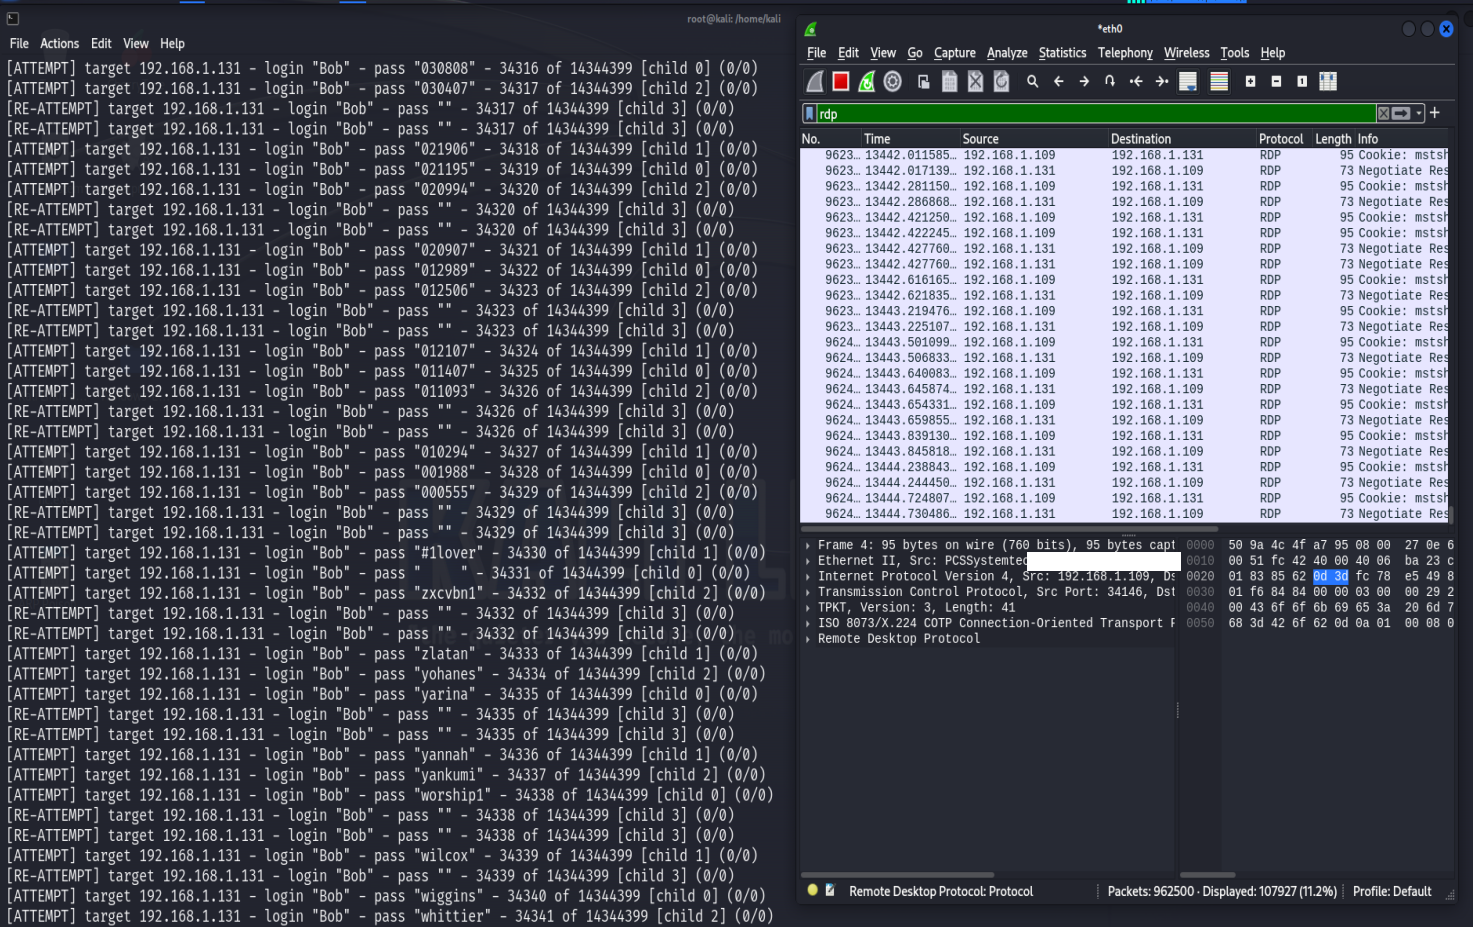 root@kali: /home/kali
File Actions Edit View Help
[ATTEMPT] target 192.168.1.131 - login "Bob" - pass "030808" - 34316 of 14344399 [child 0] (0/0)
[ATTEMPT] target 192.168.1.131 - login "Bob" - pass "030407" - 34317 of 14344399 [child 2] (0/0)
[RE-ATTEMPT] target 192.168.1.131 - login "Bob" - pass "" - 34317 of 14344399 [child 3] (0/0)
[RE-ATTEMPT] target 192.168.1.131 - login "Bob" - pass "" - 34317 of 14344399 [child 3] (0/0)
[ATTEMPT] target 192.168.1.131 - login "Bob" - pass "021906" - 34318 of 14344399 [child 1] (0/0)
[ATTEMPT] target 192.168.1.131 - login "Bob" - pass "021195" - 34319 of 14344399 [child 0] (0/0)
[ATTEMPT] target 192.168.1.131 - login "Bob" - pass "020994" - 34320 of 14344399 [child 2] (0/0)
[RE-ATTEMPT] target 192.168.1.131 - login "Bob" - pass "" - 34320 of 14344399 [child 3] (0/0)
[RE-ATTEMPT] target 192.168.1.131 - login "Bob" - pass "" - 34320 of 14344399 [child 3] (0/0)
[ATTEMPT] target 192.168.1.131 - login "Bob" - pass "020907" - 34321 of 14344399 [child 1] (0/0)
[ATTEMPT] target 192.168.1.131 - login "Bob" - pass "012989" - 34322 of 14344399 [child 0] (0/0)
[ATTEMPT] target 192.168.1.131 - login "Bob" - pass "012506" - 34323 of 14344399 [child 2] (0/0)
[RE-ATTEMPT] target 192.168.1.131 - login "Bob" - pass "" - 34323 of 14344399 [child 3] (0/0)
[RE-ATTEMPT] target 192.168.1.131 - login "Bob" - pass "" - 34323 of 14344399 [child 3] (0/0)
[ATTEMPT] target 192.168.1.131 - login "Bob" - pass "012107" - 34324 of 14344399 [child 1] (0/0)
[ATTEMPT] target 192.168.1.131 - login "Bob" - pass "011407" - 34325 of 14344399 [child 0] (0/0)
[ATTEMPT] target 192.168.1.131 - login "Bob" - pass "011093" - 34326 of 14344399 [child 2] (0/0)
[RE-ATTEMPT] target 192.168.1.131 - login "Bob" - pass "" - 34326 of 14344399 [child 3] (0/0)
[RE-ATTEMPT] target 192.168.1.131 - login "Bob" - pass "" - 34326 of 14344399 [child 3] (0/0)
[ATTEMPT] target 192.168.1.131 - login "Bob" - pass "010294" - 34327 of 14344399 [child 1] (0/0)
[ATTEMPT] target 192.168.1.131 - login "Bob" - pass "001988" - 34328 of 14344399 [child 0] (0/0)
[ATTEMPT] target 192.168.1.131 - login "Bob" - pass "000555" - 34329 of 14344399 [child 2] (0/0)
[RE-ATTEMPT] target 192.168.1.131 - login "Bob" - pass "" - 34329 of 14344399 [child 3] (0/0)
[RE-ATTEMPT] target 192.168.1.131 - login "Bob" - pass "" - 34329 of 14344399 [child 3] (0/0)
[ATTEMPT] target 192.168.1.131 - login "Bob" - pass "#1lover" - 34330 of 14344399 [child 1] (0/0)
[ATTEMPT] target 192.168.1.131 - login "Bob" - pass "     " - 34331 of 14344399 [child 0] (0/0)
[ATTEMPT] target 192.168.1.131 - login "Bob" - pass "zxcvbn1" - 34332 of 14344399 [child 2] (0/0)
[RE-ATTEMPT] target 192.168.1.131 - login "Bob" - pass "" - 34332 of 14344399 [child 3] (0/0)
[RE-ATTEMPT] target 192.168.1.131 - login "Bob" - pass "" - 34332 of 14344399 [child 3] (0/0)
[ATTEMPT] target 192.168.1.131 - login "Bob" - pass "zlatan" - 34333 of 14344399 [child 1] (0/0)
[ATTEMPT] target 192.168.1.131 - login "Bob" - pass "yohanes" - 34334 of 14344399 [child 2] (0/0)
[ATTEMPT] target 192.168.1.131 - login "Bob" - pass "yarina" - 34335 of 14344399 [child 0] (0/0)
[RE-ATTEMPT] target 192.168.1.131 - login "Bob" - pass "" - 34335 of 14344399 [child 3] (0/0)
[RE-ATTEMPT] target 192.168.1.131 - login "Bob" - pass "" - 34335 of 14344399 [child 3] (0/0)
[ATTEMPT] target 192.168.1.131 - login "Bob" - pass "yannah" - 34336 of 14344399 [child 1] (0/0)
[ATTEMPT] target 192.168.1.131 - login "Bob" - pass "yankumi" - 34337 of 14344399 [child 2] (0/0)
[ATTEMPT] target 192.168.1.131 - login "Bob" - pass "worship1" - 34338 of 14344399 [child 0] (0/0)
[RE-ATTEMPT] target 192.168.1.131 - login "Bob" - pass "" - 34338 of 14344399 [child 3] (0/0)
[RE-ATTEMPT] target 192.168.1.131 - login "Bob" - pass "" - 34338 of 14344399 [child 3] (0/0)
[ATTEMPT] target 192.168.1.131 - login "Bob" - pass "wilcox" - 34339 of 14344399 [child 1] (0/0)
[RE-ATTEMPT] target 192.168.1.131 - login "Bob" - pass "" - 34339 of 14344399 [child 3] (0/0)
[ATTEMPT] target 192.168.1.131 - login "Bob" - pass "wiggins" - 34340 of 14344399 [child 0] (0/0)
[ATTEMPT] target 192.168.1.131 - login "Bob" - pass "whittier" - 34341 of 14344399 [child 2] (0/0)
*eth0
File Edit View Go Capture Analyze Statistics Telephony Wireless Tools Help
rdp
No. Time Source Destination Protocol Length Info
9623… 13442.011585… 192.168.1.109 192.168.1.131 RDP 95 Cookie: mstsh
9623… 13442.017139… 192.168.1.131 192.168.1.109 RDP 73 Negotiate Res
9623… 13442.281150… 192.168.1.109 192.168.1.131 RDP 95 Cookie: mstsh
9623… 13442.286868… 192.168.1.131 192.168.1.109 RDP 73 Negotiate Res
9623… 13442.421250… 192.168.1.109 192.168.1.131 RDP 95 Cookie: mstsh
9623… 13442.422245… 192.168.1.109 192.168.1.131 RDP 95 Cookie: mstsh
9623… 13442.427760… 192.168.1.131 192.168.1.109 RDP 73 Negotiate Res
9623… 13442.427760… 192.168.1.131 192.168.1.109 RDP 73 Negotiate Res
9623… 13442.616165… 192.168.1.109 192.168.1.131 RDP 95 Cookie: mstsh
9623… 13442.621835… 192.168.1.131 192.168.1.109 RDP 73 Negotiate Res
9623… 13443.219476… 192.168.1.109 192.168.1.131 RDP 95 Cookie: mstsh
9623… 13443.225107… 192.168.1.131 192.168.1.109 RDP 73 Negotiate Res
9624… 13443.501099… 192.168.1.109 192.168.1.131 RDP 95 Cookie: mstsh
9624… 13443.506833… 192.168.1.131 192.168.1.109 RDP 73 Negotiate Res
9624… 13443.640083… 192.168.1.109 192.168.1.131 RDP 95 Cookie: mstsh
9624… 13443.645874… 192.168.1.131 192.168.1.109 RDP 73 Negotiate Res
9624… 13443.654331… 192.168.1.109 192.168.1.131 RDP 95 Cookie: mstsh
9624… 13443.659855… 192.168.1.131 192.168.1.109 RDP 73 Negotiate Res
9624… 13443.839130… 192.168.1.109 192.168.1.131 RDP 95 Cookie: mstsh
9624… 13443.845818… 192.168.1.131 192.168.1.109 RDP 73 Negotiate Res
9624… 13444.238843… 192.168.1.109 192.168.1.131 RDP 95 Cookie: mstsh
9624… 13444.244450… 192.168.1.131 192.168.1.109 RDP 73 Negotiate Res
9624… 13444.724807… 192.168.1.109 192.168.1.131 RDP 95 Cookie: mstsh
9624… 13444.730486… 192.168.1.131 192.168.1.109 RDP 73 Negotiate Res
Frame 4: 95 bytes on wire (760 bits), 95 bytes capt
Ethernet II, Src: PCSSystemtec
Internet Protocol Version 4, Src: 192.168.1.109, Ds
Transmission Control Protocol, Src Port: 34146, Dst
TPKT, Version: 3, Length: 41
ISO 8073/X.224 COTP Connection-Oriented Transport P
Remote Desktop Protocol
0000 50 9a 4c 4f a7 95 08 00 27 0e 6
0010 00 51 fc 42 40 00 40 06 ba 23 c
0020 01 83 85 62 0d 3d fc 78 e5 49 8
0030 01 f6 84 84 00 00 03 00 00 29 2
0040 00 43 6f 6f 6b 69 65 3a 20 6d 7
0050 68 3d 42 6f 62 0d 0a 01 00 08 0
Remote Desktop Protocol: Protocol
Packets: 962500 · Displayed: 107927 (11.2%)
Profile: Default